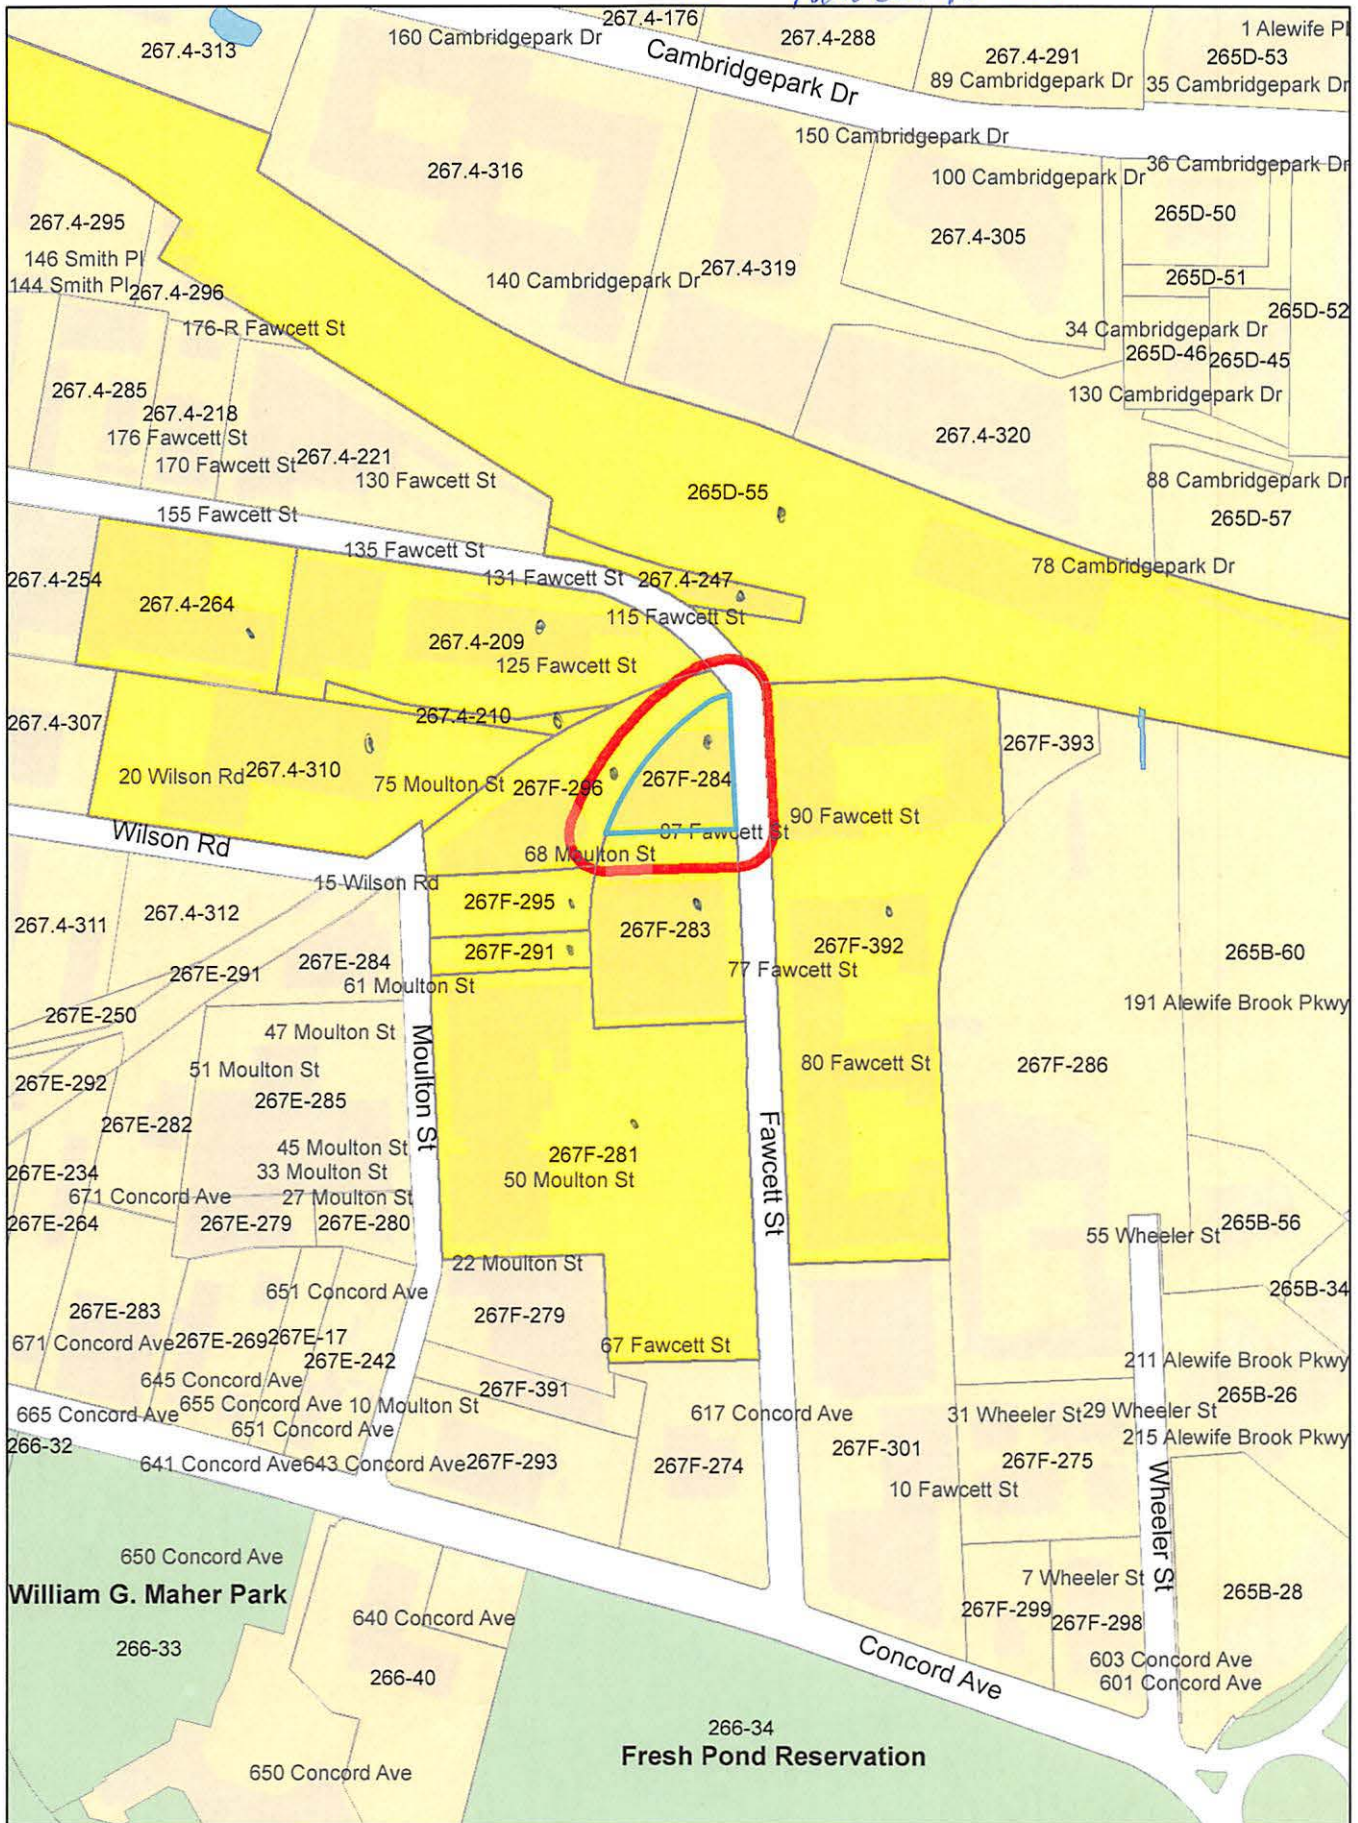 267.4-176
1 Alewife Pl
267.4-313
160 Cambridgepark Dr
267.4-288
267.4-291
265D-53
Cambridgepark Dr
89 Cambridgepark Dr
35 Cambridgepark Dr
150 Cambridgepark Dr
267.4-316
100 Cambridgepark Dr
36 Cambridgepark Dr
267.4-295
265D-50
267.4-305
146 Smith Pl
267.4-319
144 Smith Pl
267.4-296
140 Cambridgepark Dr
265D-51
265D-52
176-R Fawcett St
34 Cambridgepark Dr
265D-46
265D-45
267.4-285
267.4-218
130 Cambridgepark Dr
176 Fawcett St
267.4-320
170 Fawcett St
267.4-221
130 Fawcett St
88 Cambridgepark Dr
265D-55
155 Fawcett St
265D-57
135 Fawcett St
78 Cambridgepark Dr
267.4-254
131 Fawcett St
267.4-247
267.4-264
115 Fawcett St
267.4-209
125 Fawcett St
267.4-307
267.4-210
267F-393
20 Wilson Rd
267.4-310
75 Moulton St
267F-296
267F-284
90 Fawcett St
87 Fawcett St
Wilson Rd
68 Moulton St
15 Wilson Rd
267F-295
267.4-311
267.4-312
267F-283
267F-392
267F-291
265B-60
267E-284
267E-291
77 Fawcett St
61 Moulton St
191 Alewife Brook Pkwy
267E-250
47 Moulton St
Moulton St
51 Moulton St
80 Fawcett St
267F-286
267E-292
267E-285
267E-282
45 Moulton St
267F-281
Fawcett St
267E-234
33 Moulton St
50 Moulton St
671 Concord Ave
27 Moulton St
267E-264
267E-279
267E-280
265B-56
55 Wheeler St
22 Moulton St
651 Concord Ave
265B-34
267E-283
267F-279
671 Concord Ave
267E-269
267E-17
67 Fawcett St
267E-242
211 Alewife Brook Pkwy
645 Concord Ave
267F-391
265B-26
655 Concord Ave
10 Moulton St
665 Concord Ave
617 Concord Ave
31 Wheeler St
29 Wheeler St
651 Concord Ave
215 Alewife Brook Pkwy
266-32
267F-301
641 Concord Ave
643 Concord Ave
267F-293
267F-274
267F-275
10 Fawcett St
Wheeler St
650 Concord Ave
William G. Maher Park
7 Wheeler St
265B-28
640 Concord Ave
267F-299
267F-298
266-33
603 Concord Ave
266-40
Concord Ave
601 Concord Ave
266-34
Fresh Pond Reservation
650 Concord Ave